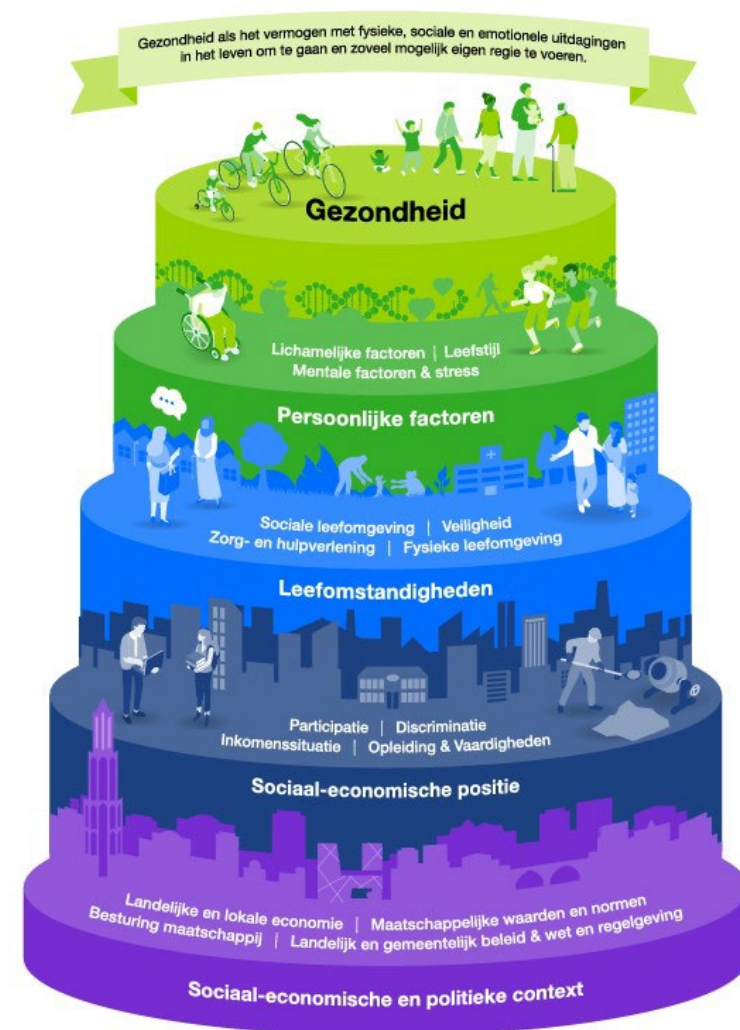 Gezondheid als het vermogen met fysieke, sociale en emotionele uitdagingen
in het leven om te gaan en zoveel mogelijk eigen regie te voeren.
Gezondheid
Lichamelijke factoren | Leefstijl
Mentale factoren & stress
Persoonlijke factoren
Sociale leefomgeving | Veiligheid
Zorg- en hulpverlening | Fysieke leefomgeving
Leefomstandigheden
Participatie | Discriminatie
Inkomenssituatie | Opleiding & Vaardigheden
Sociaal-economische positie
Landelijke en lokale economie | Maatschappelijke waarden en normen
Besturing maatschappij | Landelijk en gemeentelijk beleid & wet en regelgeving
Sociaal-economische en politieke context